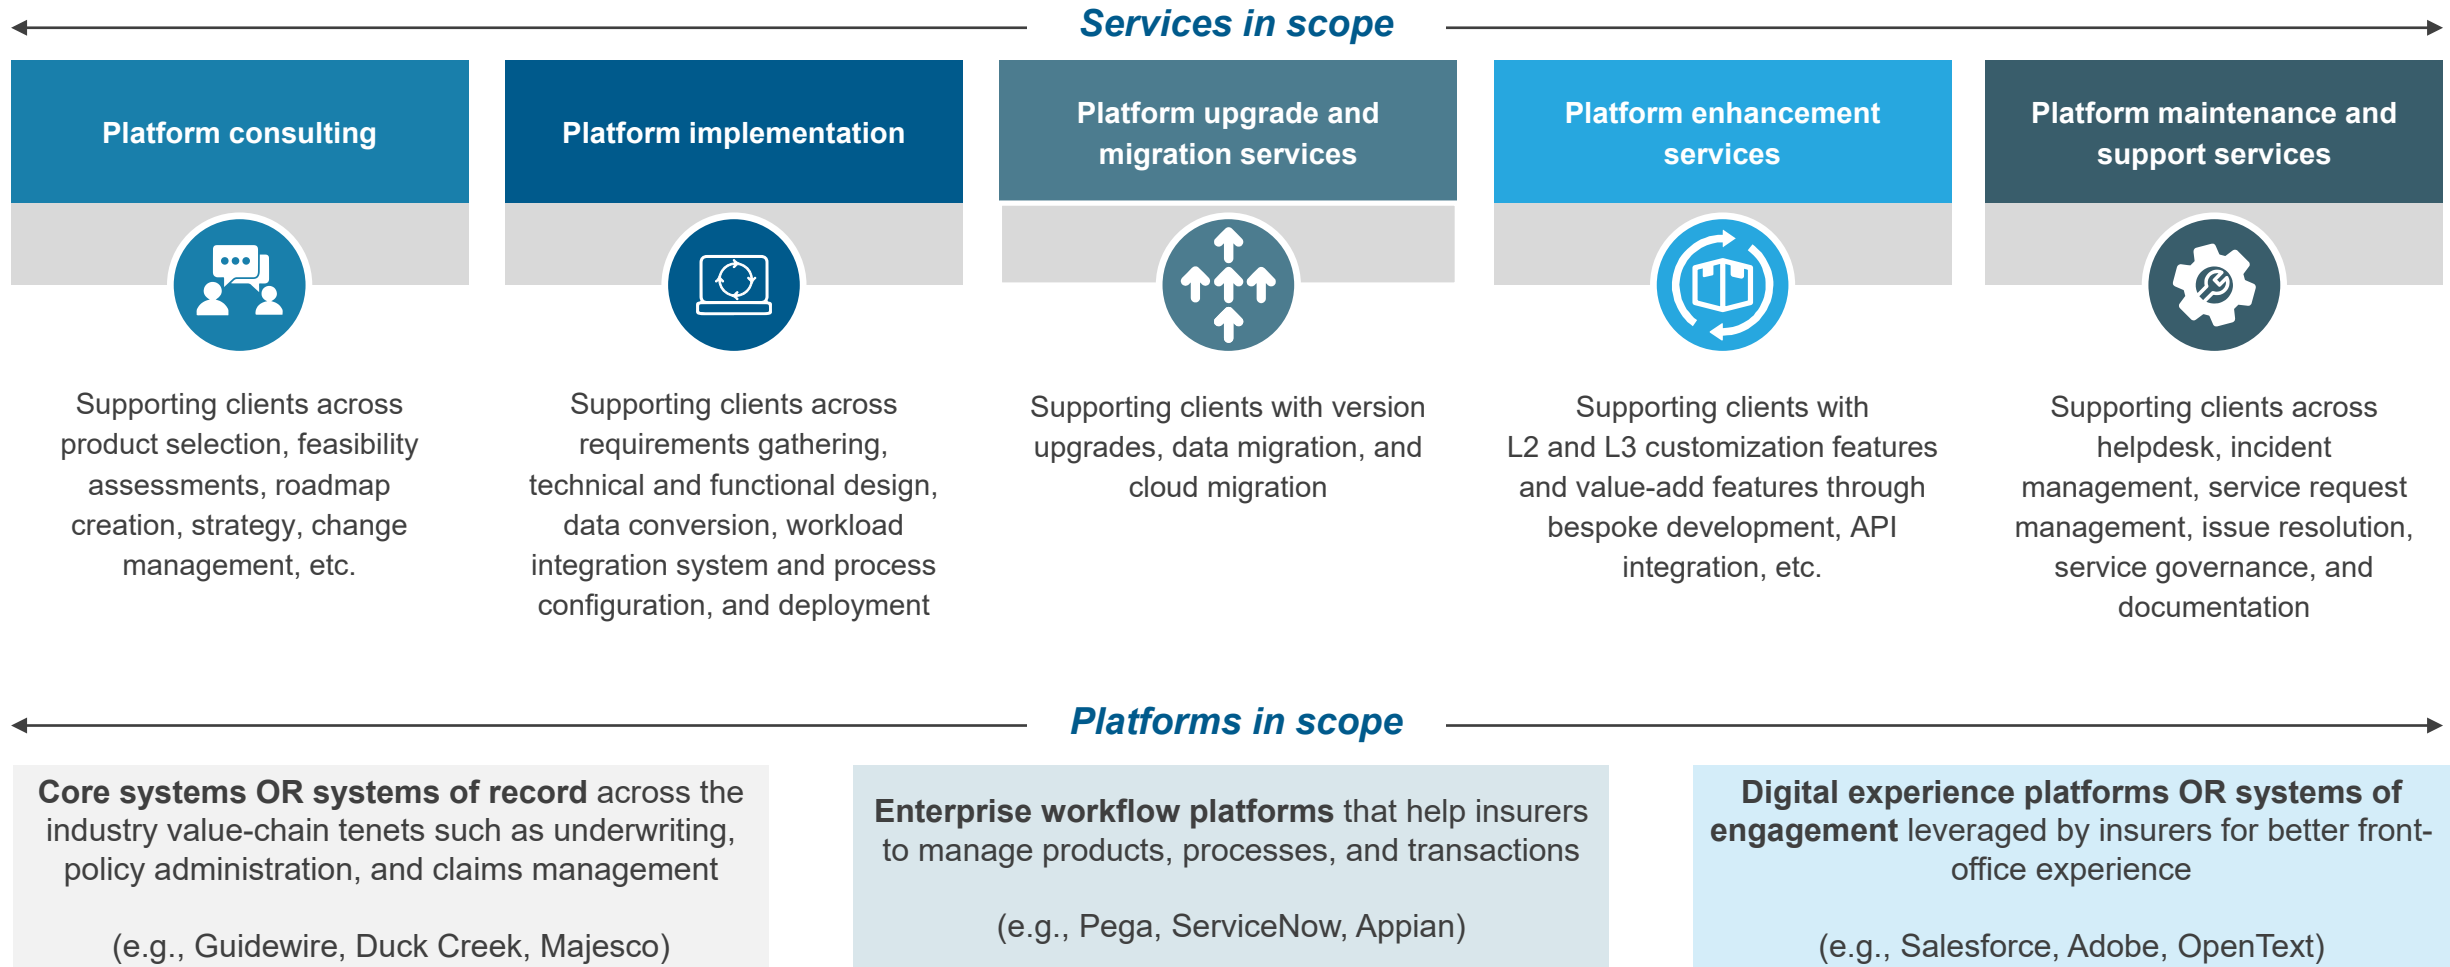 Services in scope
Platform consulting
Platform implementation
Platform upgrade and
migration services
Platform enhancement
services
Platform maintenance and
support services
Supporting clients across
product selection, feasibility
assessments, roadmap
creation, strategy, change
management, etc.
Supporting clients across
requirements gathering,
technical and functional design,
data conversion, workload
integration system and process
configuration, and deployment
Supporting clients with version
upgrades, data migration, and
cloud migration
Supporting clients with
L2 and L3 customization features
and value-add features through
bespoke development, API
integration, etc.
Supporting clients across
helpdesk, incident
management, service request
management, issue resolution,
service governance, and
documentation
Platforms in scope
Core systems OR systems of record across the
industry value-chain tenets such as underwriting,
policy administration, and claims management
(e.g., Guidewire, Duck Creek, Majesco)
Enterprise workflow platforms that help insurers
to manage products, processes, and transactions
(e.g., Pega, ServiceNow, Appian)
Digital experience platforms OR systems of
engagement leveraged by insurers for better front-
office experience
(e.g., Salesforce, Adobe, OpenText)